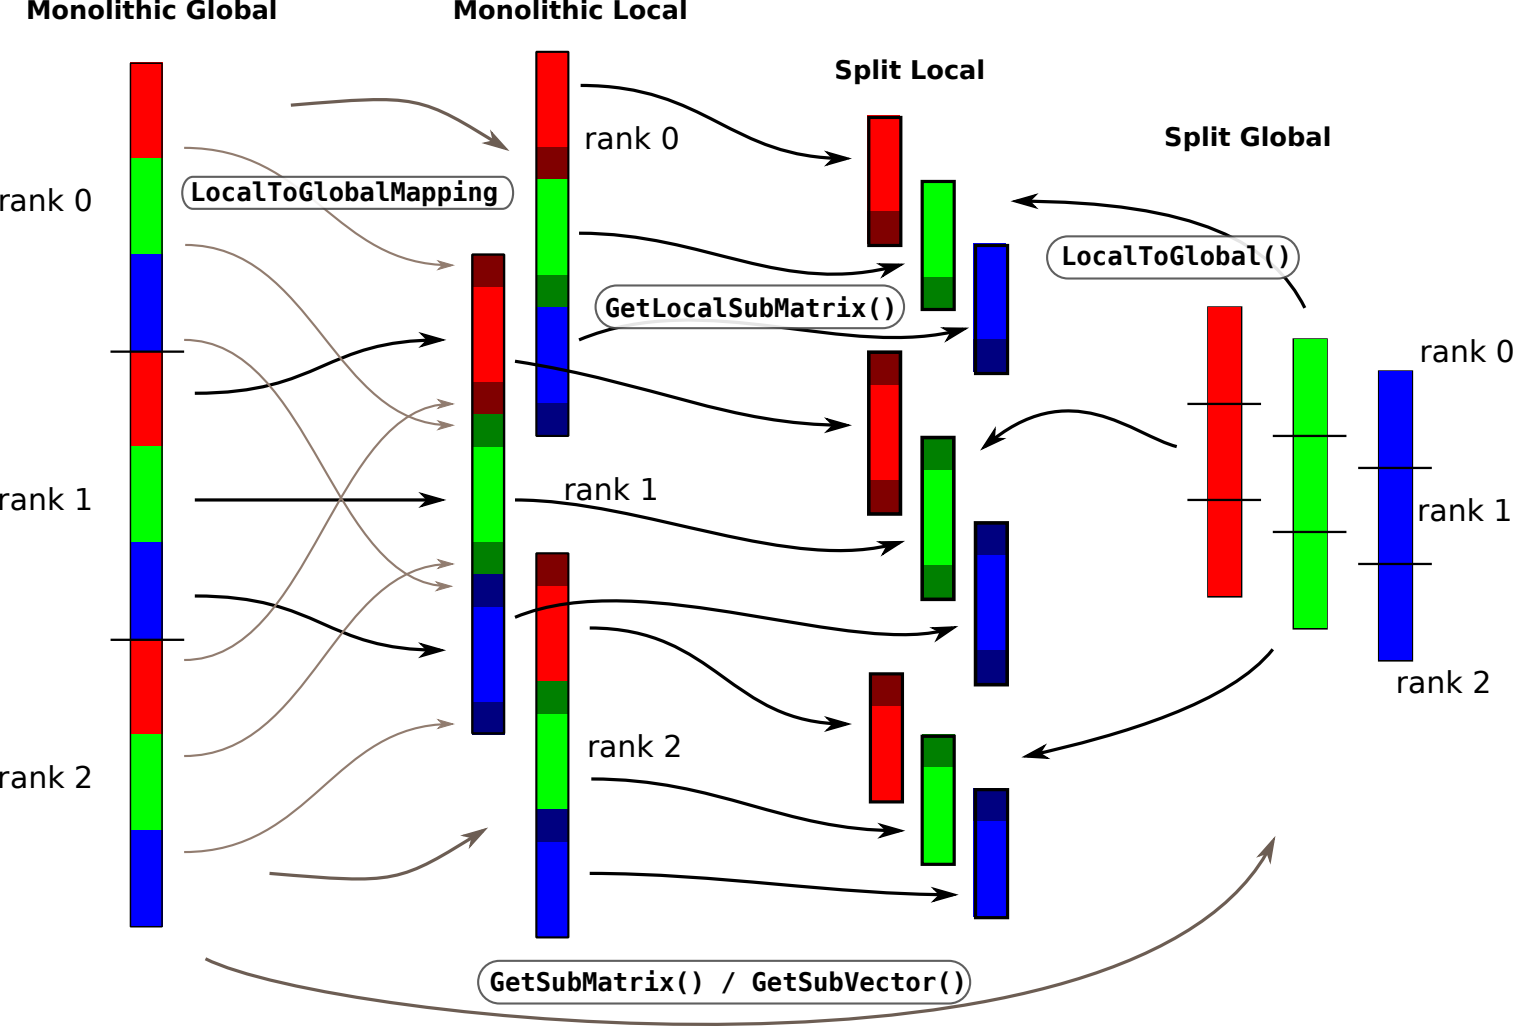 Monolithic Global
Monolithic Local
Split Local
Split Global
rank 0
LocalToGlobalMapping
rank 0
LocalToGlobal()
GetLocalSubMatrix()
rank 0
rank 1
rank 1
rank 1
rank 2
rank 2
rank 2
GetSubMatrix() / GetSubVector()